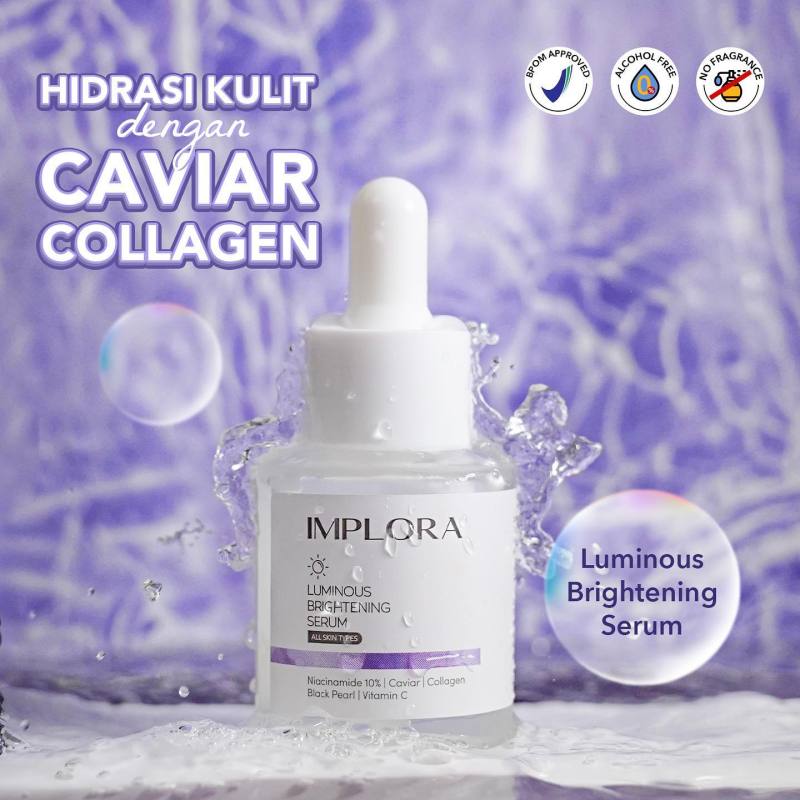 HIDRASI KULIT
dengan
CAVIAR
COLLAGEN
BPOM APPROVED
ALCOHOL FREE
0%
NO FRAGRANCE
IMPLORA
LUMINOUS
BRIGHTENING
SERUM
ALL SKIN TYPES
Niacinamide 10% | Caviar | Collagen
Black Pearl | Vitamin C
Luminous
Brightening
Serum